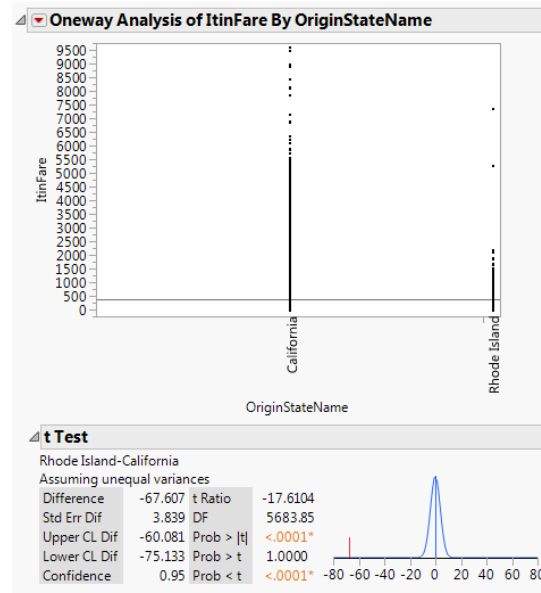 Oneway Analysis of ItinFare By OriginStateName
9500
9000
8500
8000
7500
7000
6500
6000
5500
5000
4500
4000
3500
3000
2500
2000
1500
1000
500
0
ItinFare
California
Rhode Island
OriginStateName
t Test
Rhode Island-California
Assuming unequal variances
Difference -67.607 t Ratio -17.6104
Std Err Dif 3.839 DF 5683.85
Upper CL Dif -60.081 Prob > |t| <.0001*
Lower CL Dif -75.133 Prob > t 1.0000
Confidence 0.95 Prob < t <.0001*
-80 -60 -40 -20 0 20 40 60 80